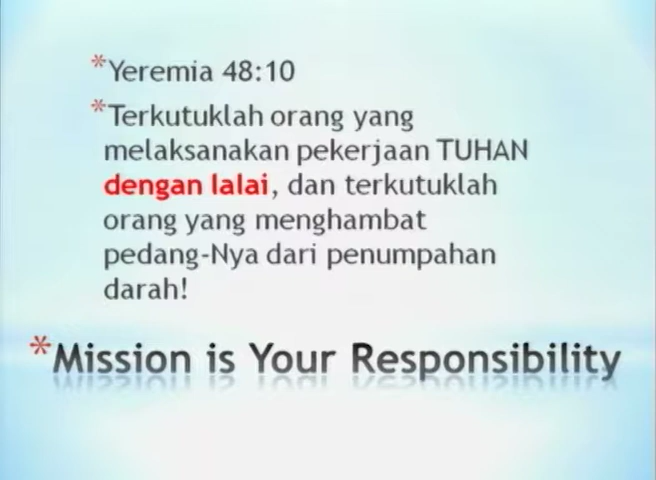 *Yeremia 48:10
*Terkutuklah orang yang
melaksanakan pekerjaan TUHAN
dengan lalai, dan terkutuklah
orang yang menghambat
pedang-Nya dari penumpahan
darah!
*Mission is Your Responsibility